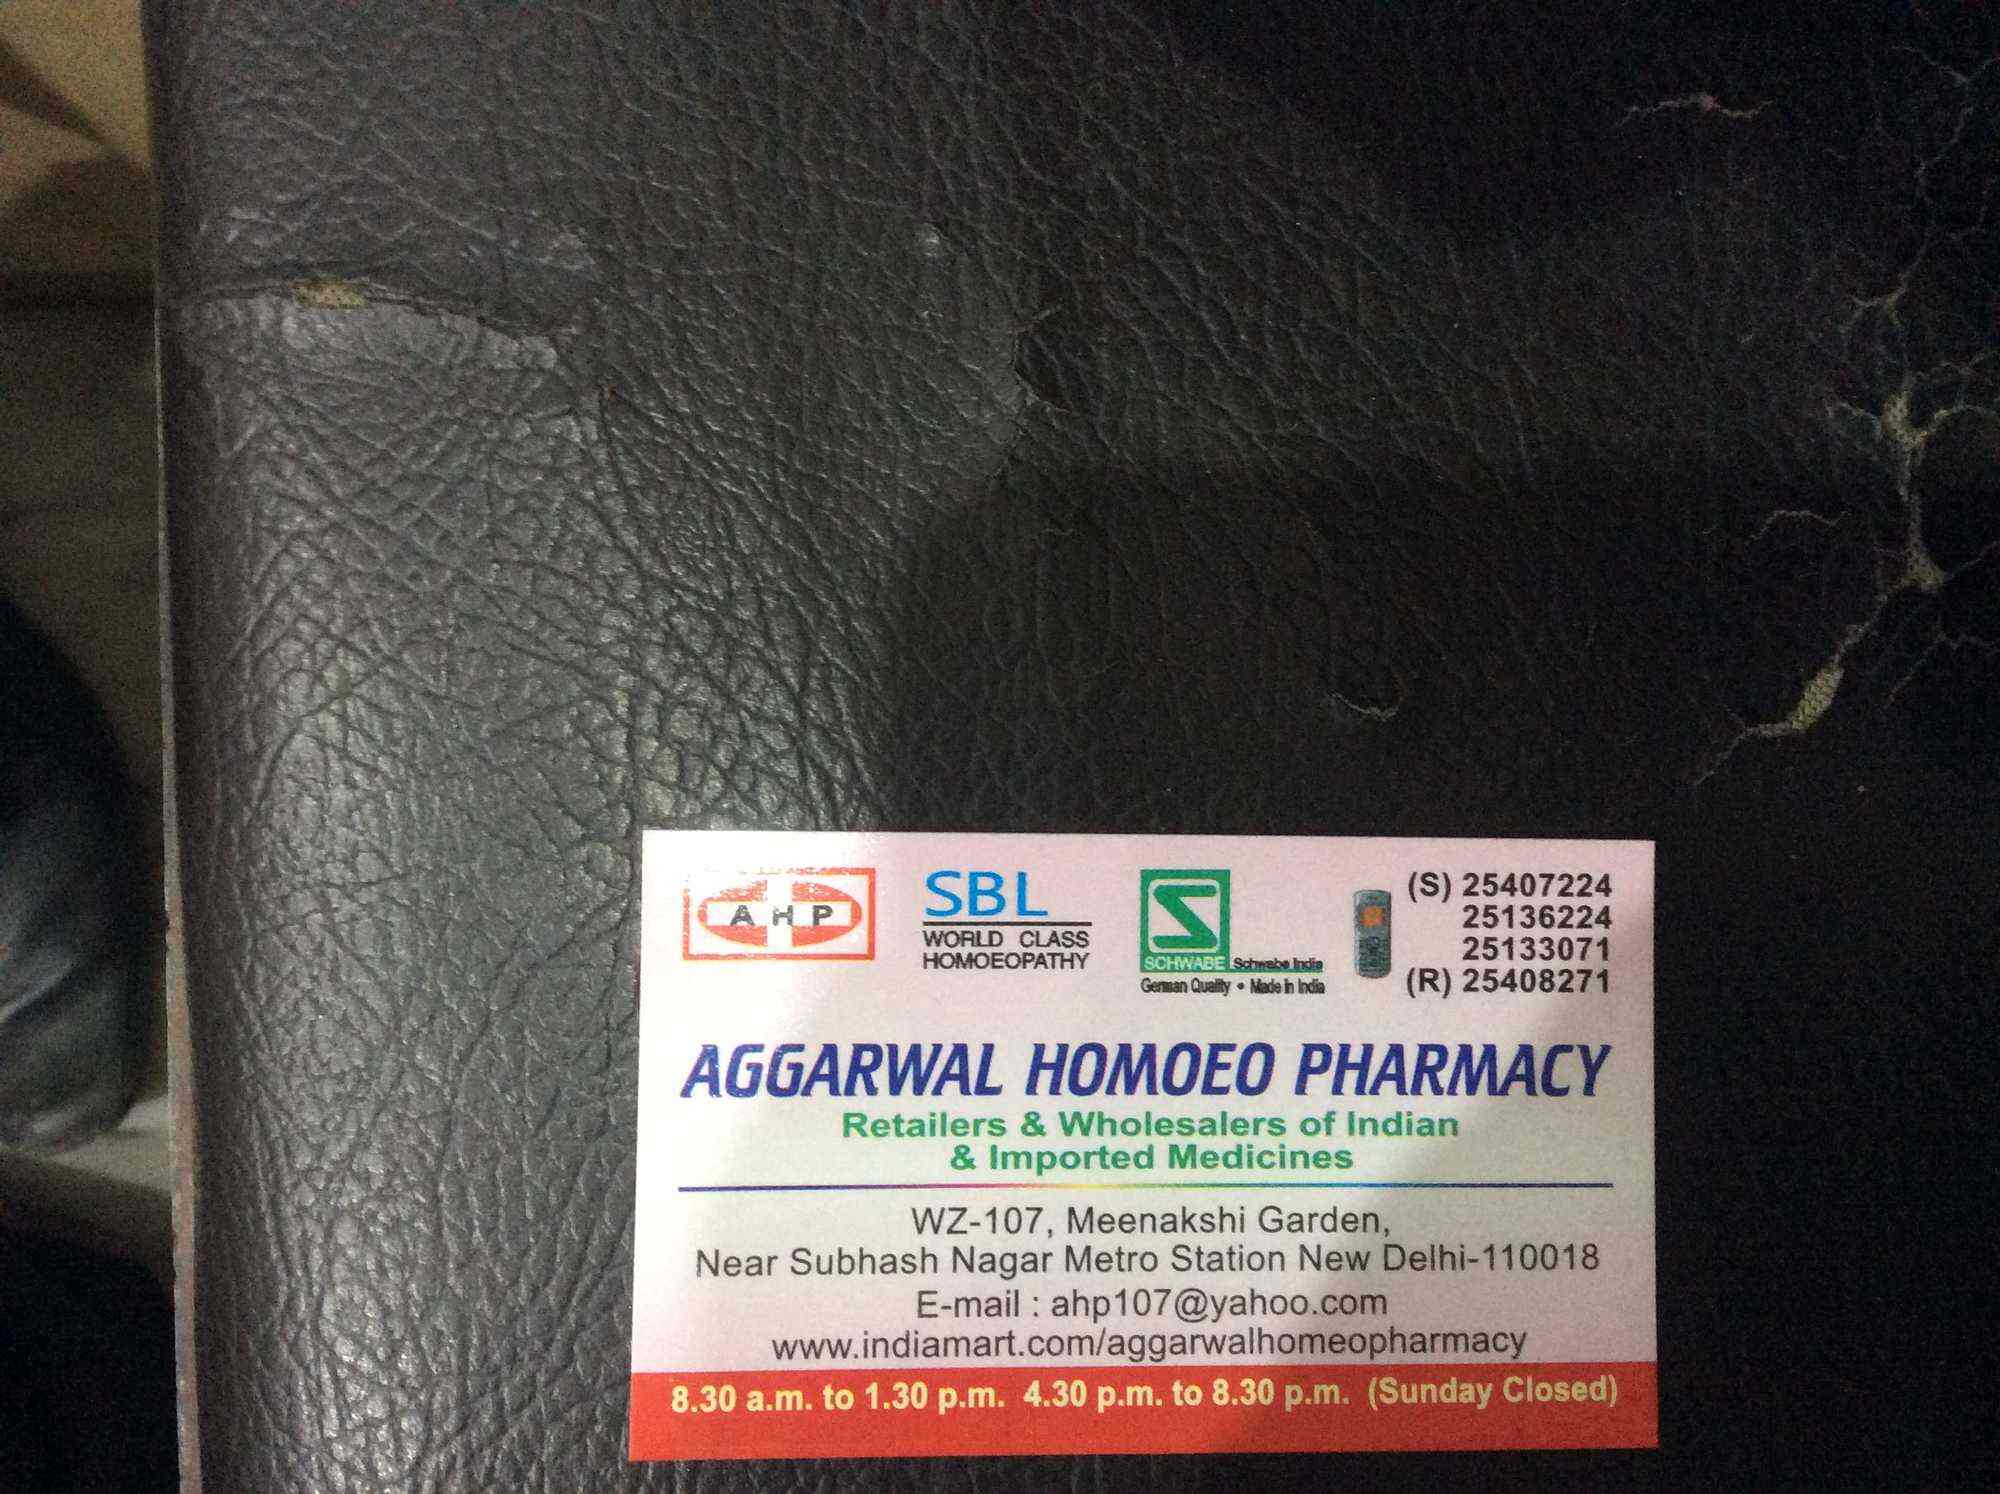 AHP
SBL
WORLD CLASS
HOMOEOPATHY
SCHWABE Schwabe India
German Quality • Made in India
(S) 25407224
25136224
25133071
(R) 25408271
AGGARWAL HOMOEO PHARMACY
Retailers & Wholesalers of Indian
& Imported Medicines
WZ-107, Meenakshi Garden,
Near Subhash Nagar Metro Station New Delhi-110018
E-mail : ahp107@yahoo.com
www.indiamart.com/aggarwalhomeopharmacy
8.30 a.m. to 1.30 p.m. 4.30 p.m. to 8.30 p.m. (Sunday Closed)